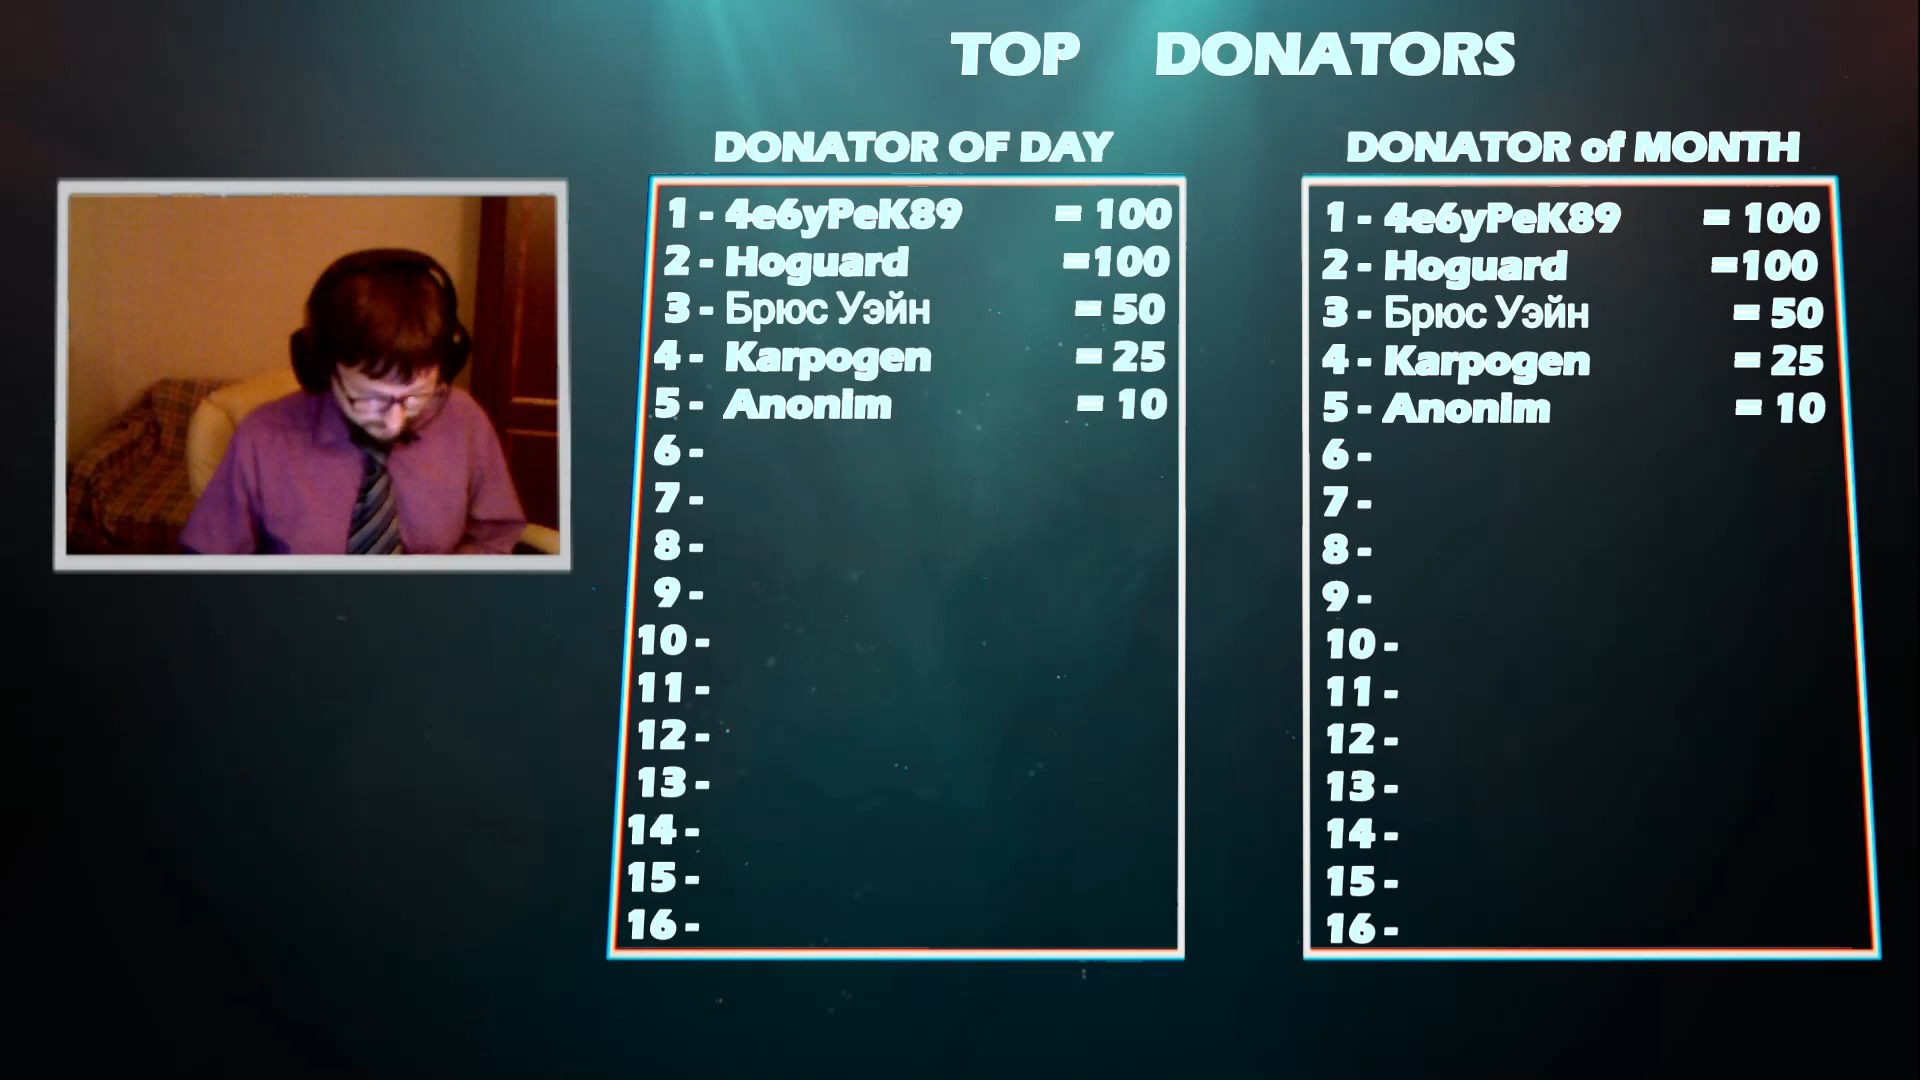 TOP DONATORS
DONATOR OF DAY
1 - 4e6yPeK89 = 100
2 - Hoguard =100
3 - Брюс Уэйн = 50
4 - Karpogen = 25
5 - Anonim = 10
6 -
7 -
8 -
9 -
10 -
11 -
12 -
13 -
14 -
15 -
16 -
DONATOR of MONTH
1 - 4e6yPeK89 = 100
2 - Hoguard =100
3 - Брюс Уэйн = 50
4 - Karpogen = 25
5 - Anonim = 10
6 -
7 -
8 -
9 -
10 -
11 -
12 -
13 -
14 -
15 -
16 -